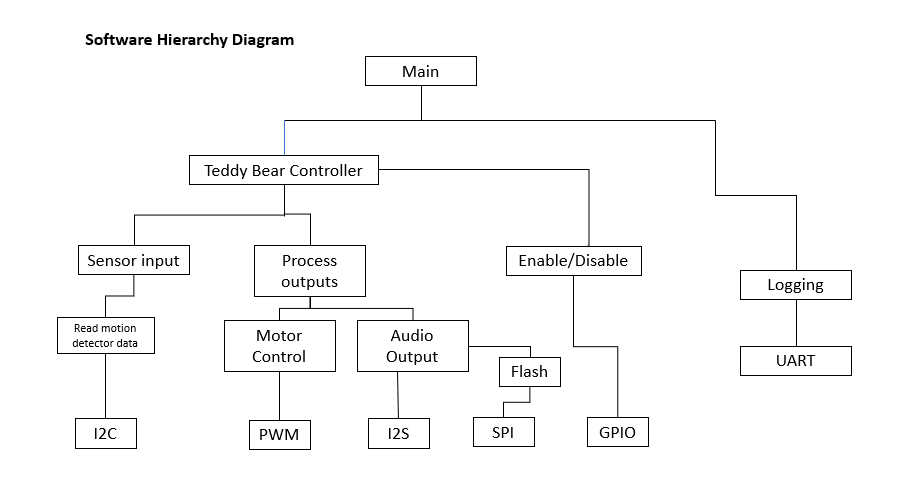 Software Hierarchy Diagram
Main
Teddy Bear Controller
Sensor input
Process
outputs
Enable/Disable
Logging
Read motion
detector data
Motor
Control
Audio
Output
Flash
UART
I2C
PWM
I2S
SPI
GPIO